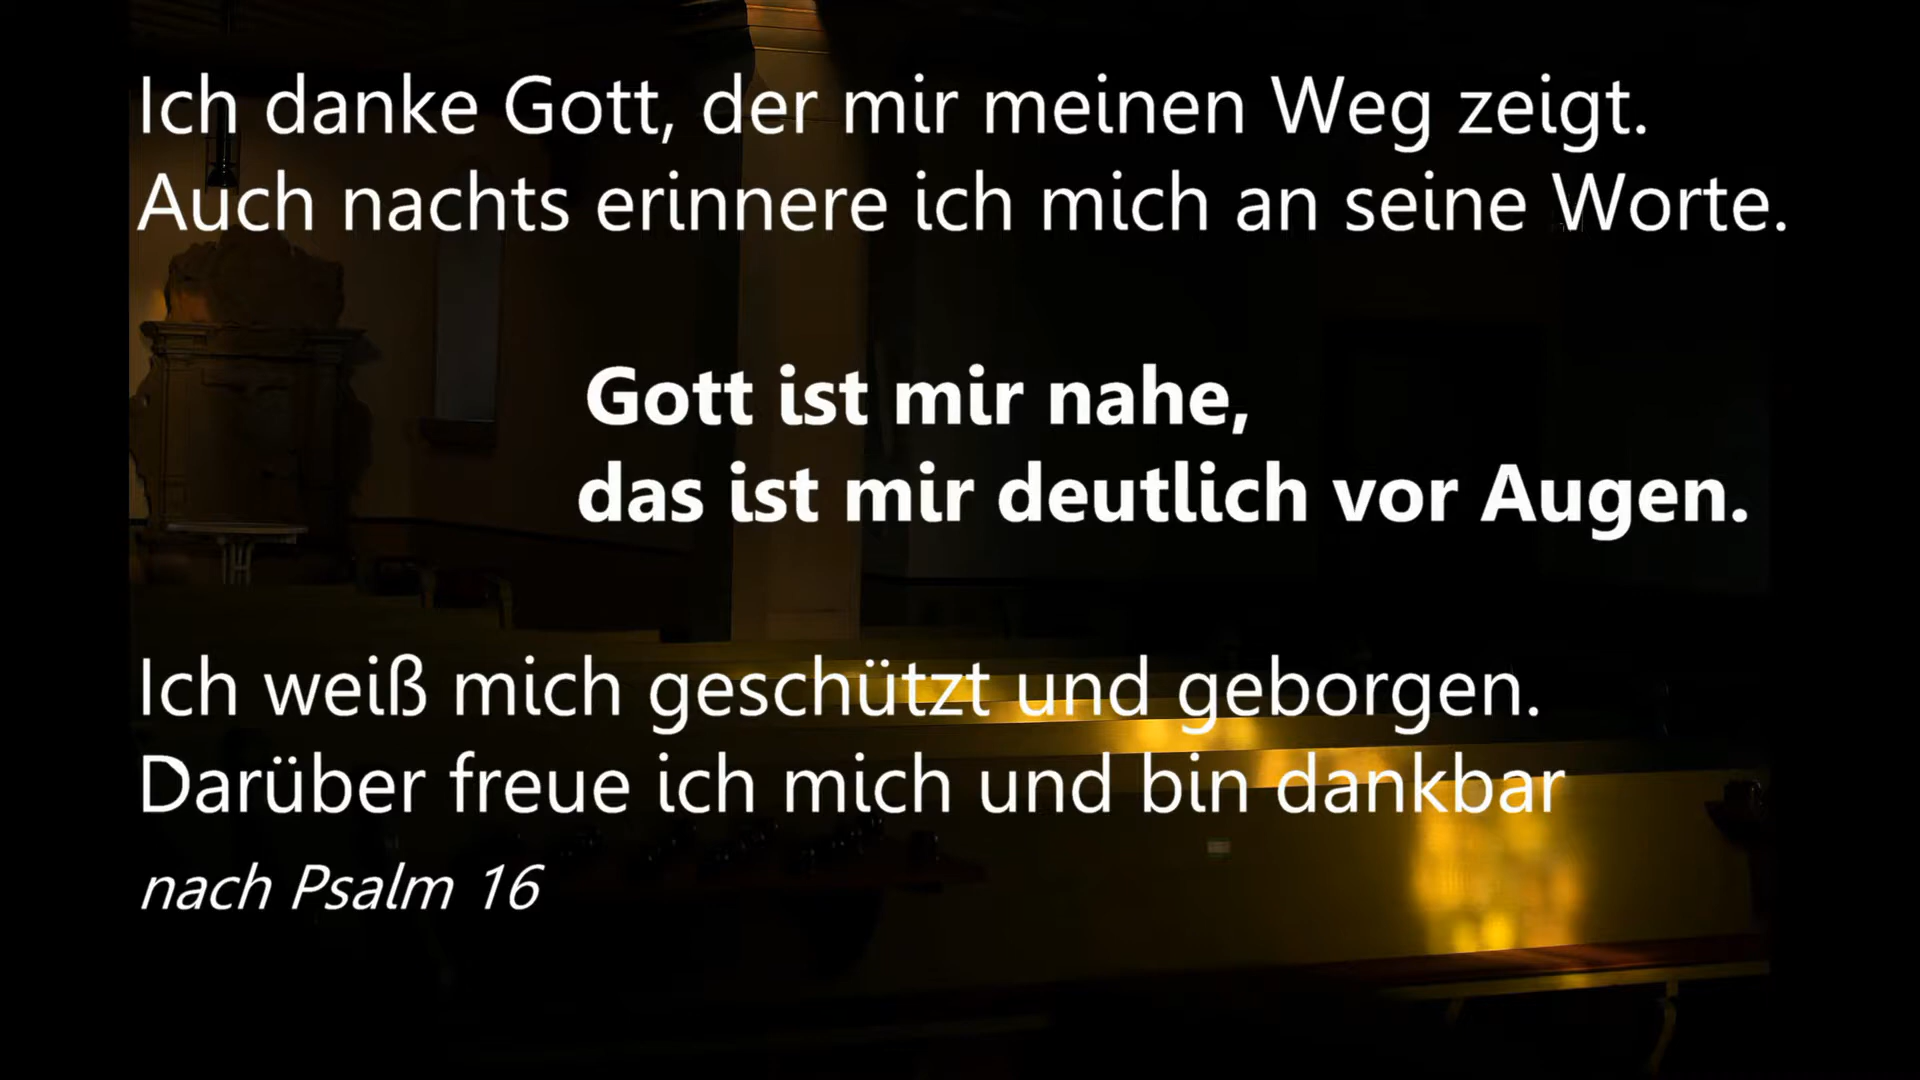 Ich danke Gott, der mir meinen Weg zeigt.
Auch nachts erinnere ich mich an seine Worte.
Gott ist mir nahe,
das ist mir deutlich vor Augen.
Ich weiß mich geschützt und geborgen.
Darüber freue ich mich und bin dankbar
nach Psalm 16